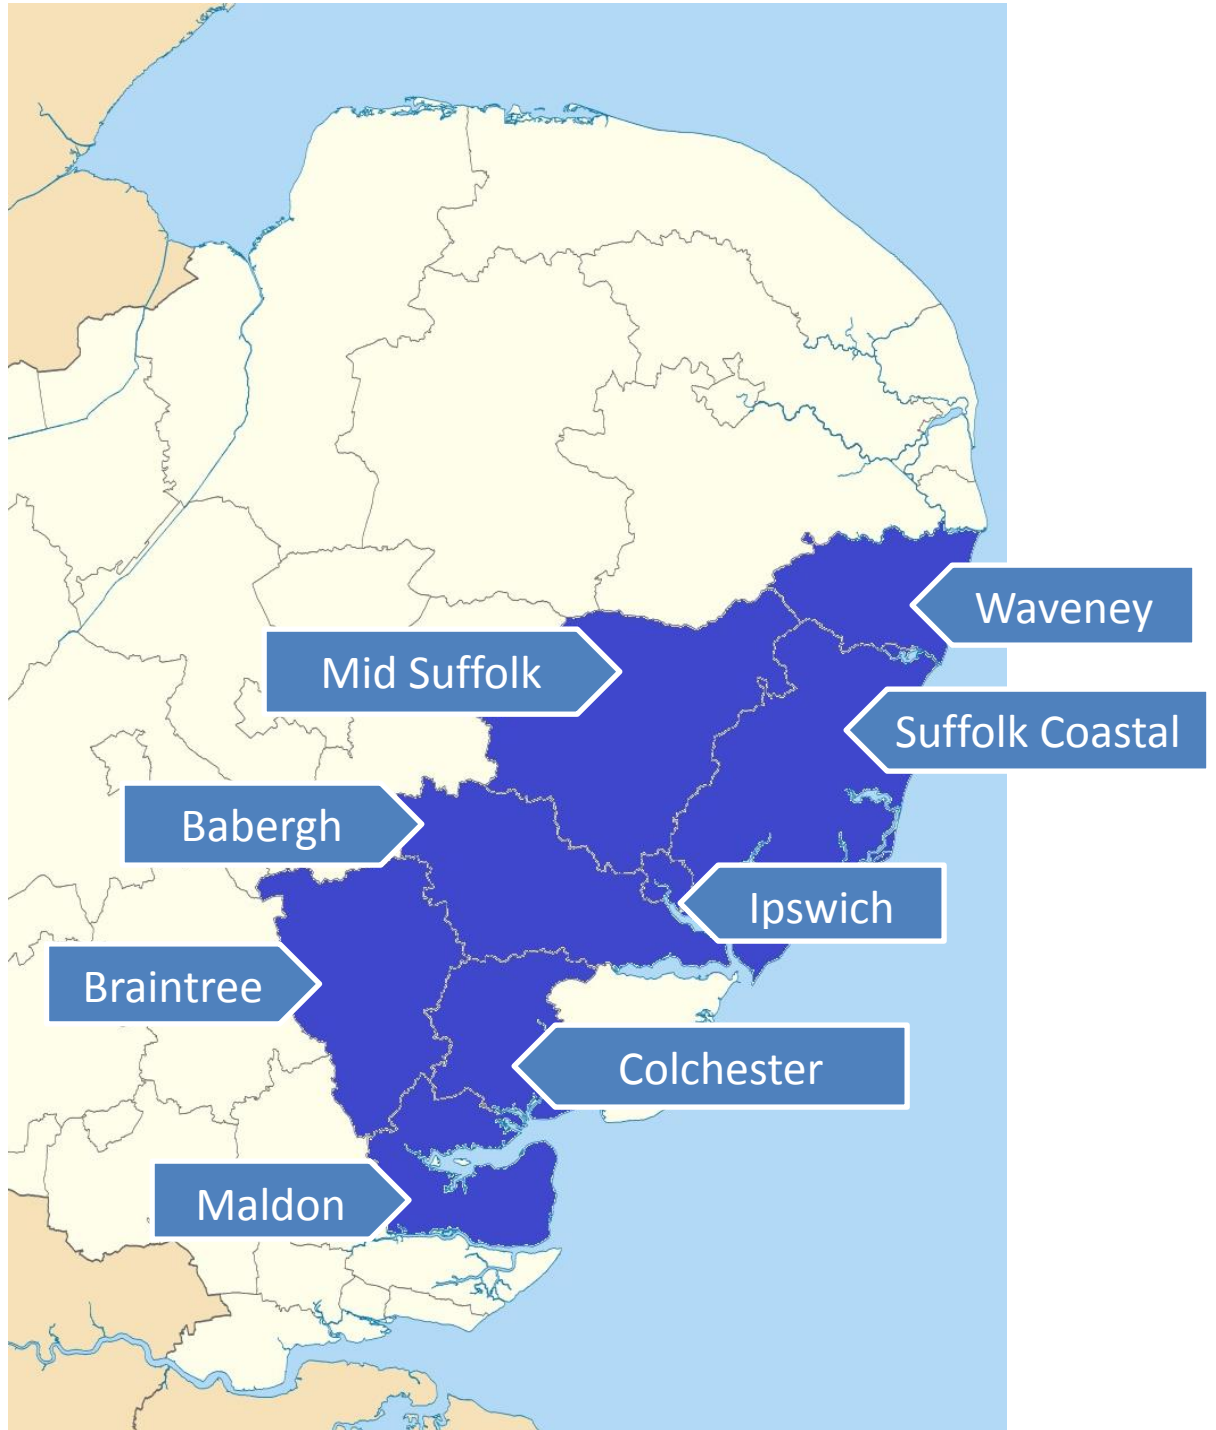 Waveney
Mid Suffolk
Suffolk Coastal
Babergh
Ipswich
Braintree
Colchester
Maldon